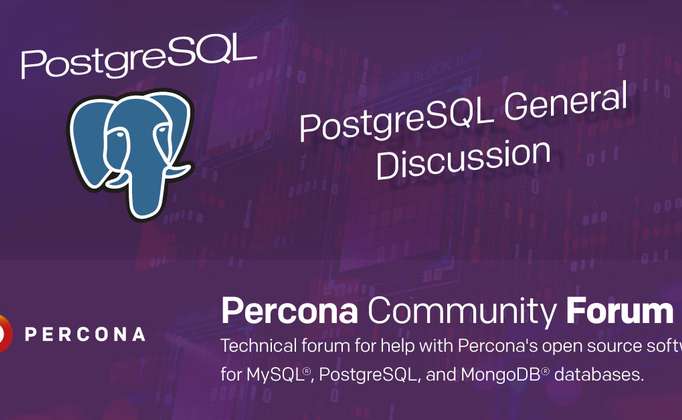 PostgreSQL
PostgreSQL General
Discussion
PERCONA
Percona Community Forum
Technical forum for help with Percona's open source
for MySQL®, PostgreSQL, and MongoDB® databases.